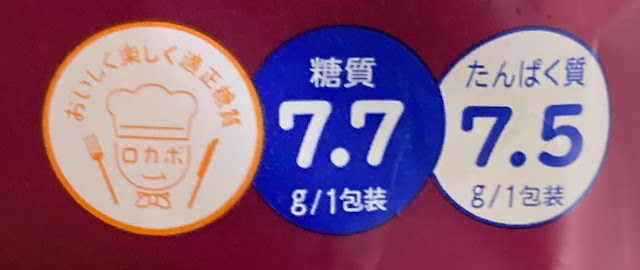 おいしく楽しく適正糖質
ロカボ
糖質
7.7
g/1包装
たんぱく質
7.5
g/1包装